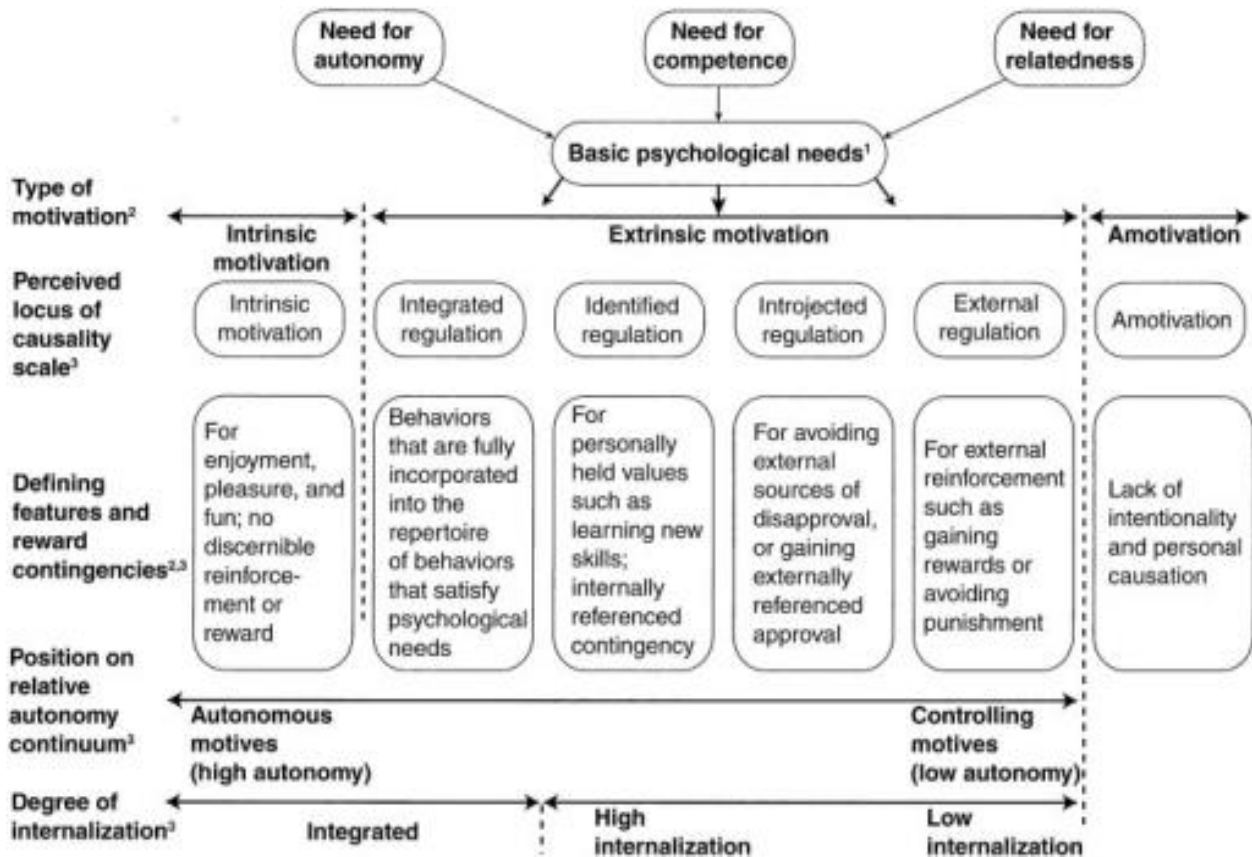 Need for
autonomy
Need for
competence
Need for
relatedness
Basic psychological needs¹
Type of
motivation²
Intrinsic
motivation
Extrinsic motivation
Amotivation
Perceived
locus of
causality
scale³
Intrinsic
motivation
Integrated
regulation
Identified
regulation
Introjected
regulation
External
regulation
Amotivation
Defining
features and
reward
contingencies²,³
For
enjoyment,
pleasure, and
fun; no
discernible
reinforce-
ment or
reward
Behaviors
that are fully
incorporated
into the
repertoire
of behaviors
that satisfy
psychological
needs
For
personally
held values
such as
learning new
skills;
internally
referenced
contingency
For avoiding
external
sources of
disapproval,
or gaining
externally
referenced
approval
For external
reinforcement
such as
gaining
rewards or
avoiding
punishment
Lack of
intentionality
and personal
causation
Position on
relative
autonomy
continuum³
Autonomous
motives
(high autonomy)
Controlling
motives
(low autonomy)
Degree of
internalization³
Integrated
High
internalization
Low
internalization